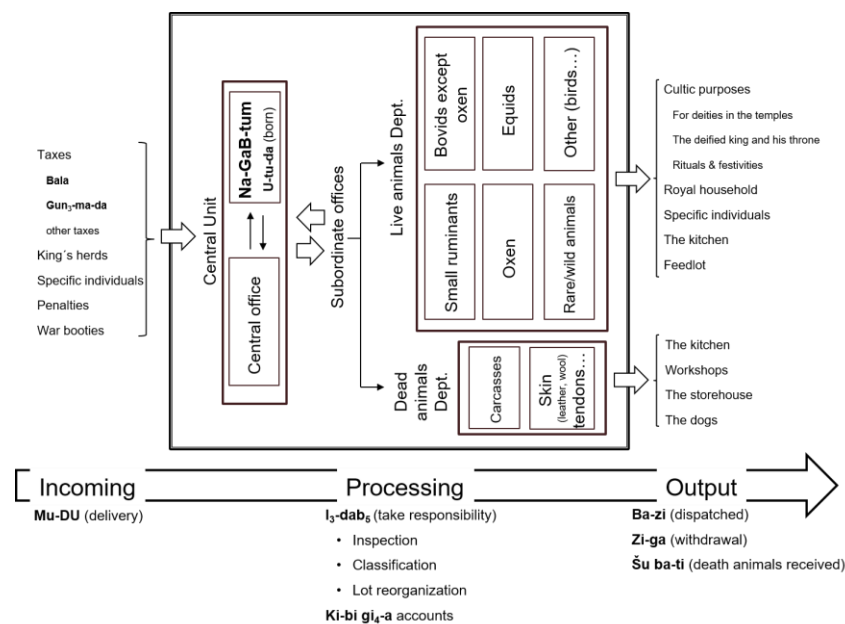 Taxes
Bala
Gun₃-ma-da
other taxes
King´s herds
Specific individuals
Penalties
War booties
Central Unit
Na-GaB-tum
U-tu-da (born)
Central office
Subordinate offices
Live animals Dept.
Bovids except
oxen
Equids
Other (birds…)
Small ruminants
Oxen
Rare/wild animals
Dead
animals
Dept.
Carcasses
Skin
(leather, wool)
tendons…
Cultic purposes
For deities in the temples
The deified king and his throne
Rituals & festivities
Royal household
Specific individuals
The kitchen
Feedlot
The kitchen
Workshops
The storehouse
The dogs
Incoming
Mu-DU (delivery)
Processing
I₃-dab₅ (take responsibility)
• Inspection
• Classification
• Lot reorganization
Ki-bi gi₄-a accounts
Output
Ba-zi (dispatched)
Zi-ga (withdrawal)
Šu ba-ti (death animals received)